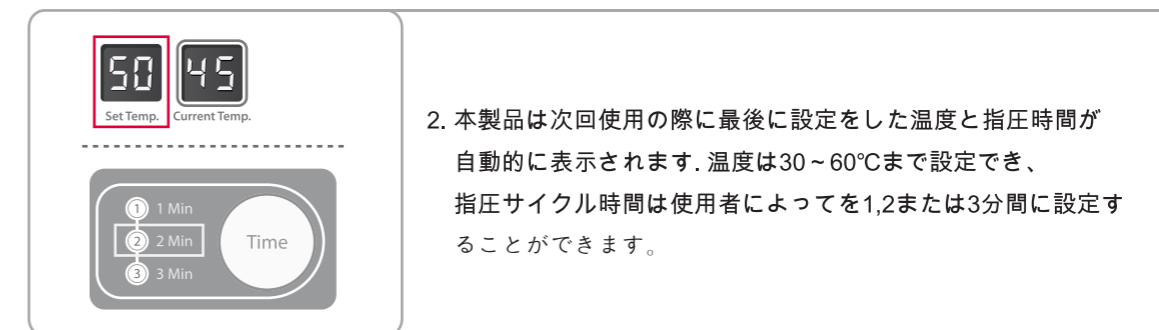 50 45
Set Temp. Current Temp.
1 1 Min
2 2 Min
3 3 Min
Time
2. 本製品は次回使用の際に最後に設定をした温度と指圧時間が
自動的に表示されます. 温度は30~60℃まで設定でき、
指圧サイクル時間は使用者によってを1,2または3分間に設定す
ることができます。